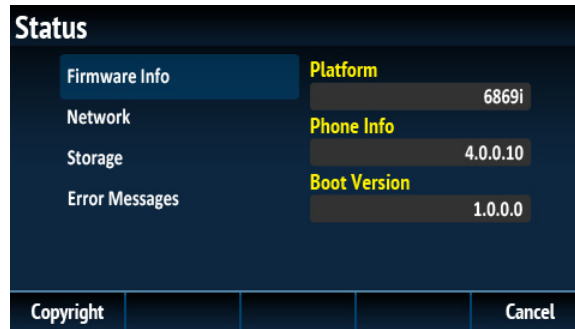 Status
Firmware Info
Network
Storage
Error Messages
Platform
6869i
Phone Info
4.0.0.10
Boot Version
1.0.0.0
Copyright
Cancel